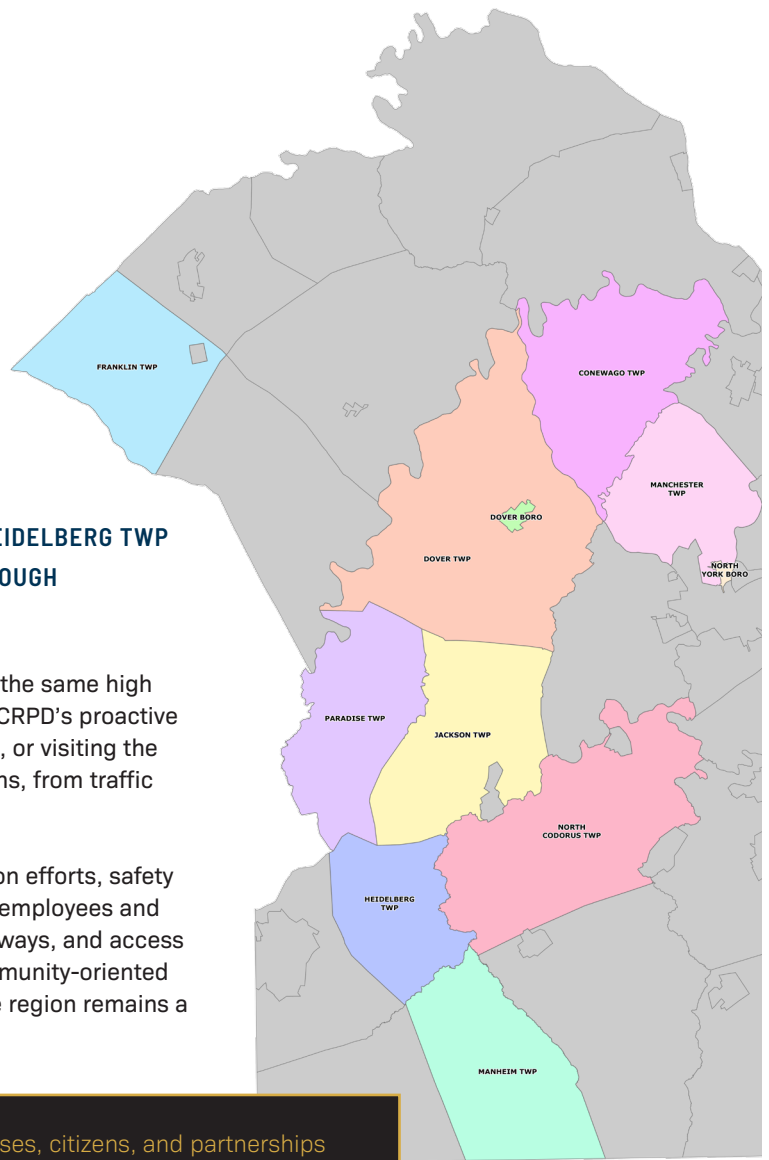 FRANKLIN TWP
CONEWAGO TWP
MANCHESTER
TWP
DOVER BORO
DOVER TWP
NORTH
YORK BORO
EIDELBERG TWP
OUGH
the same high
CRPD's proactive
, or visiting the
ns, from traffic
PARADISE TWP
JACKSON TWP
NORTH
CODORUS TWP
on efforts, safety
employees and
ways, and access
munity-oriented
e region remains a
HEIDELBERG
TWP
MANHEIM TWP
ses, citizens, and partnerships